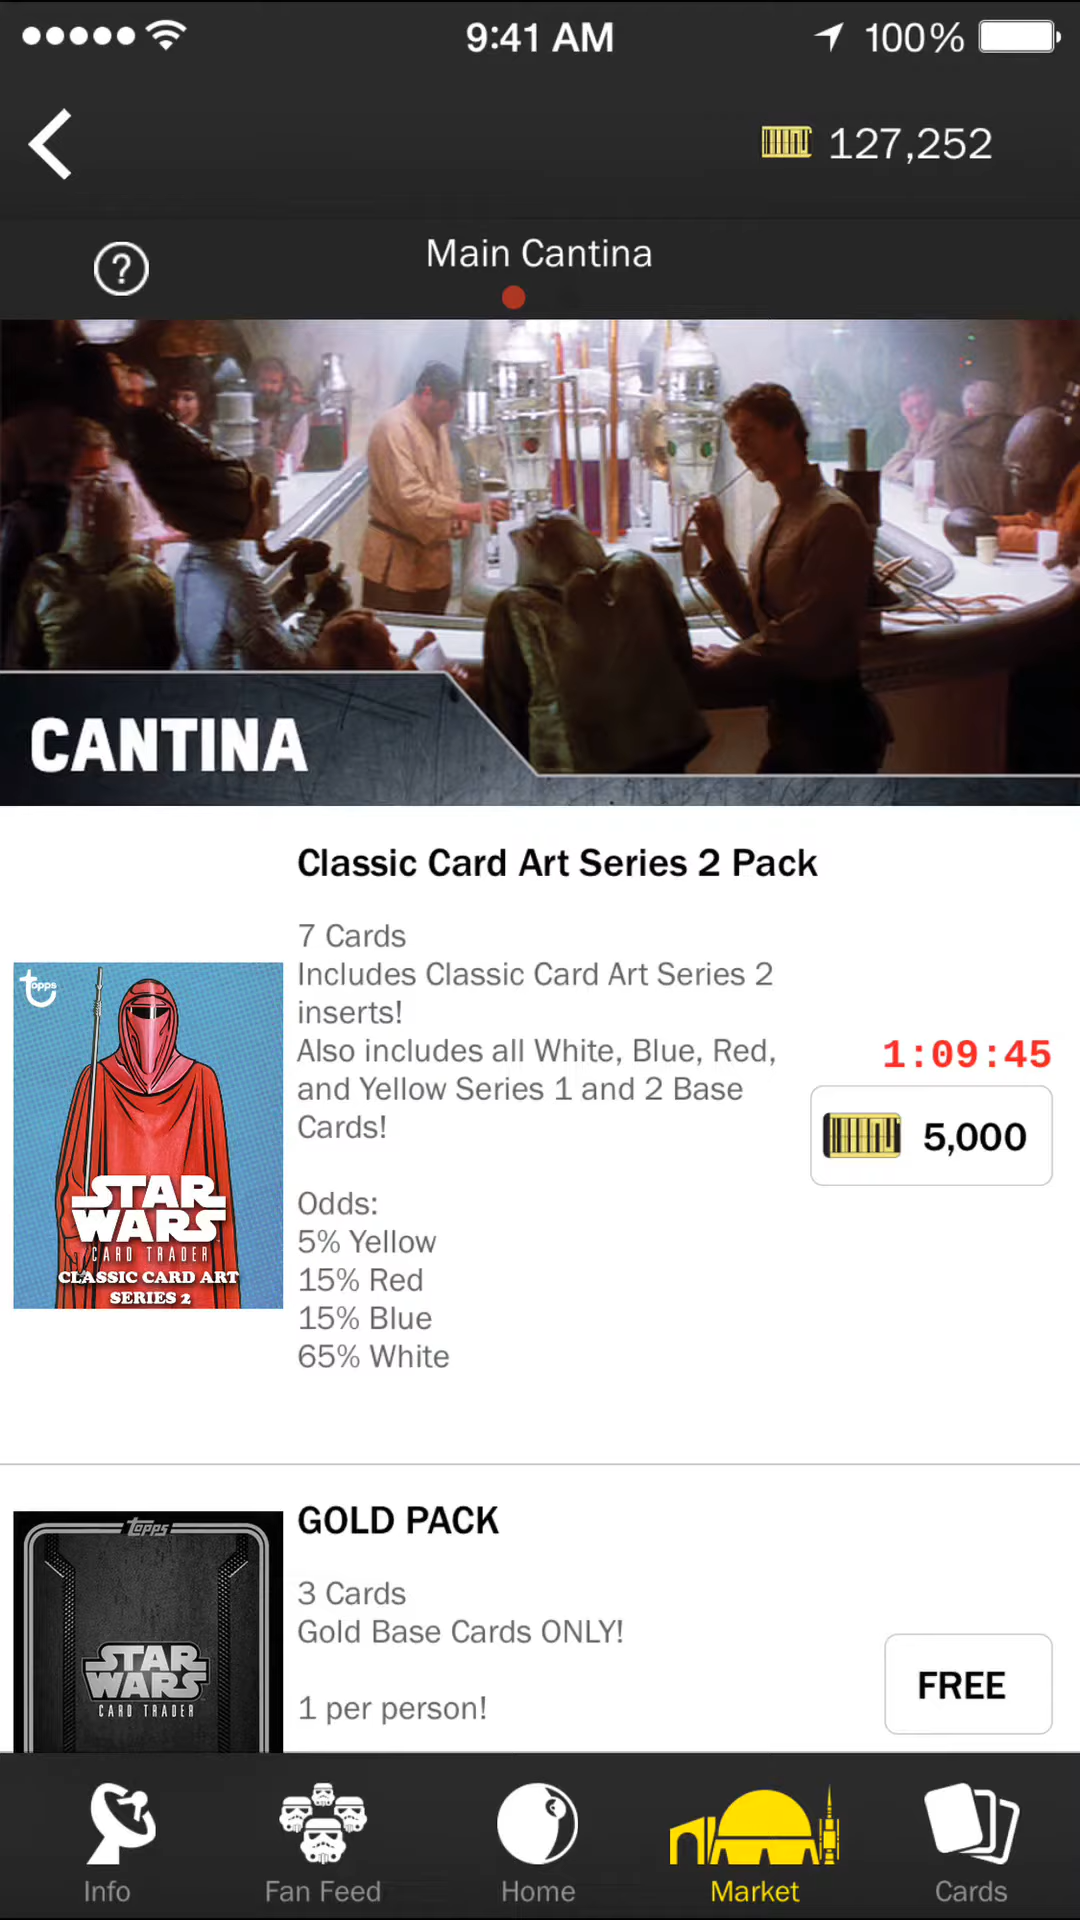 9:41 AM
100%
127,252
?
Main Cantina
CANTINA
Classic Card Art Series 2 Pack
7 Cards
Includes Classic Card Art Series 2
inserts!
Also includes all White, Blue, Red,
and Yellow Series 1 and 2 Base
Cards!
Odds:
5% Yellow
15% Red
15% Blue
65% White
1:09:45
5,000
topps
STAR
WARS
CARD TRADER
CLASSIC CARD ART
SERIES 2
GOLD PACK
3 Cards
Gold Base Cards ONLY!
1 per person!
FREE
topps
STAR
WARS
CARD TRADER
Info
Fan Feed
Home
Market
Cards